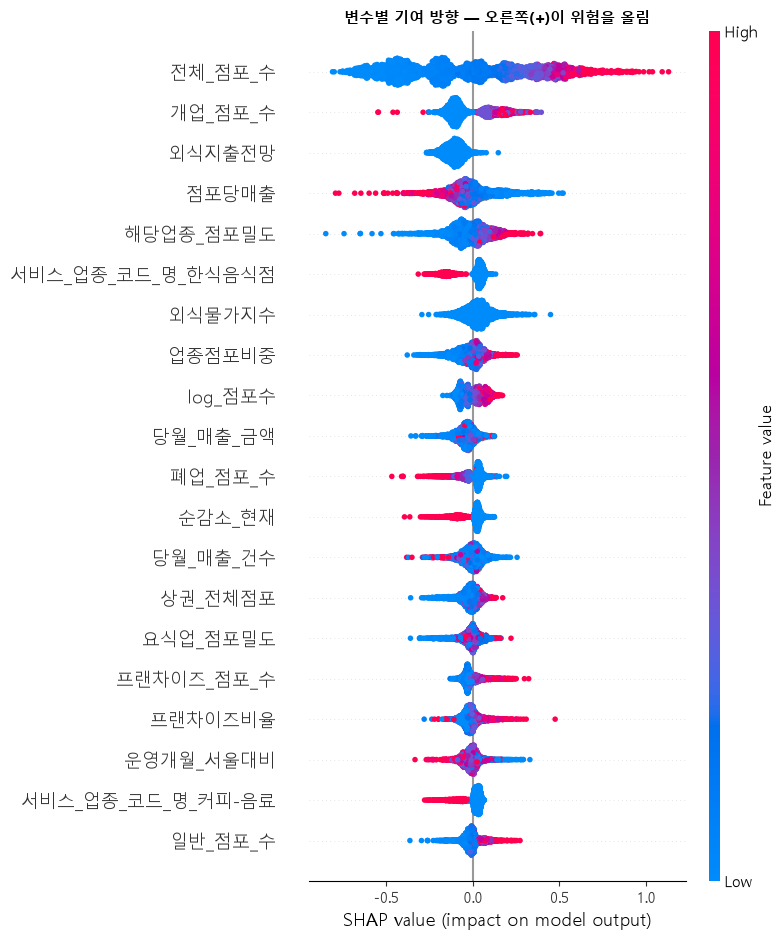 변수별 기여 방향 — 오른쪽(+)이 위험을 올림
High
전체_점포_수
개업_점포_수
외식지출전망
점포당매출
해당업종_점포밀도
서비스_업종_코드_명_한식음식점
외식물가지수
업종점포비중
log_점포수
당월_매출_금액
폐업_점포_수
순감소_현재
당월_매출_건수
상권_전체점포
요식업_점포밀도
프랜차이즈_점포_수
프랜차이즈비율
운영개월_서울대비
서비스_업종_코드_명_커피-음료
일반_점포_수
Feature value
Low
-0.5 0.0 0.5 1.0
SHAP value (impact on model output)